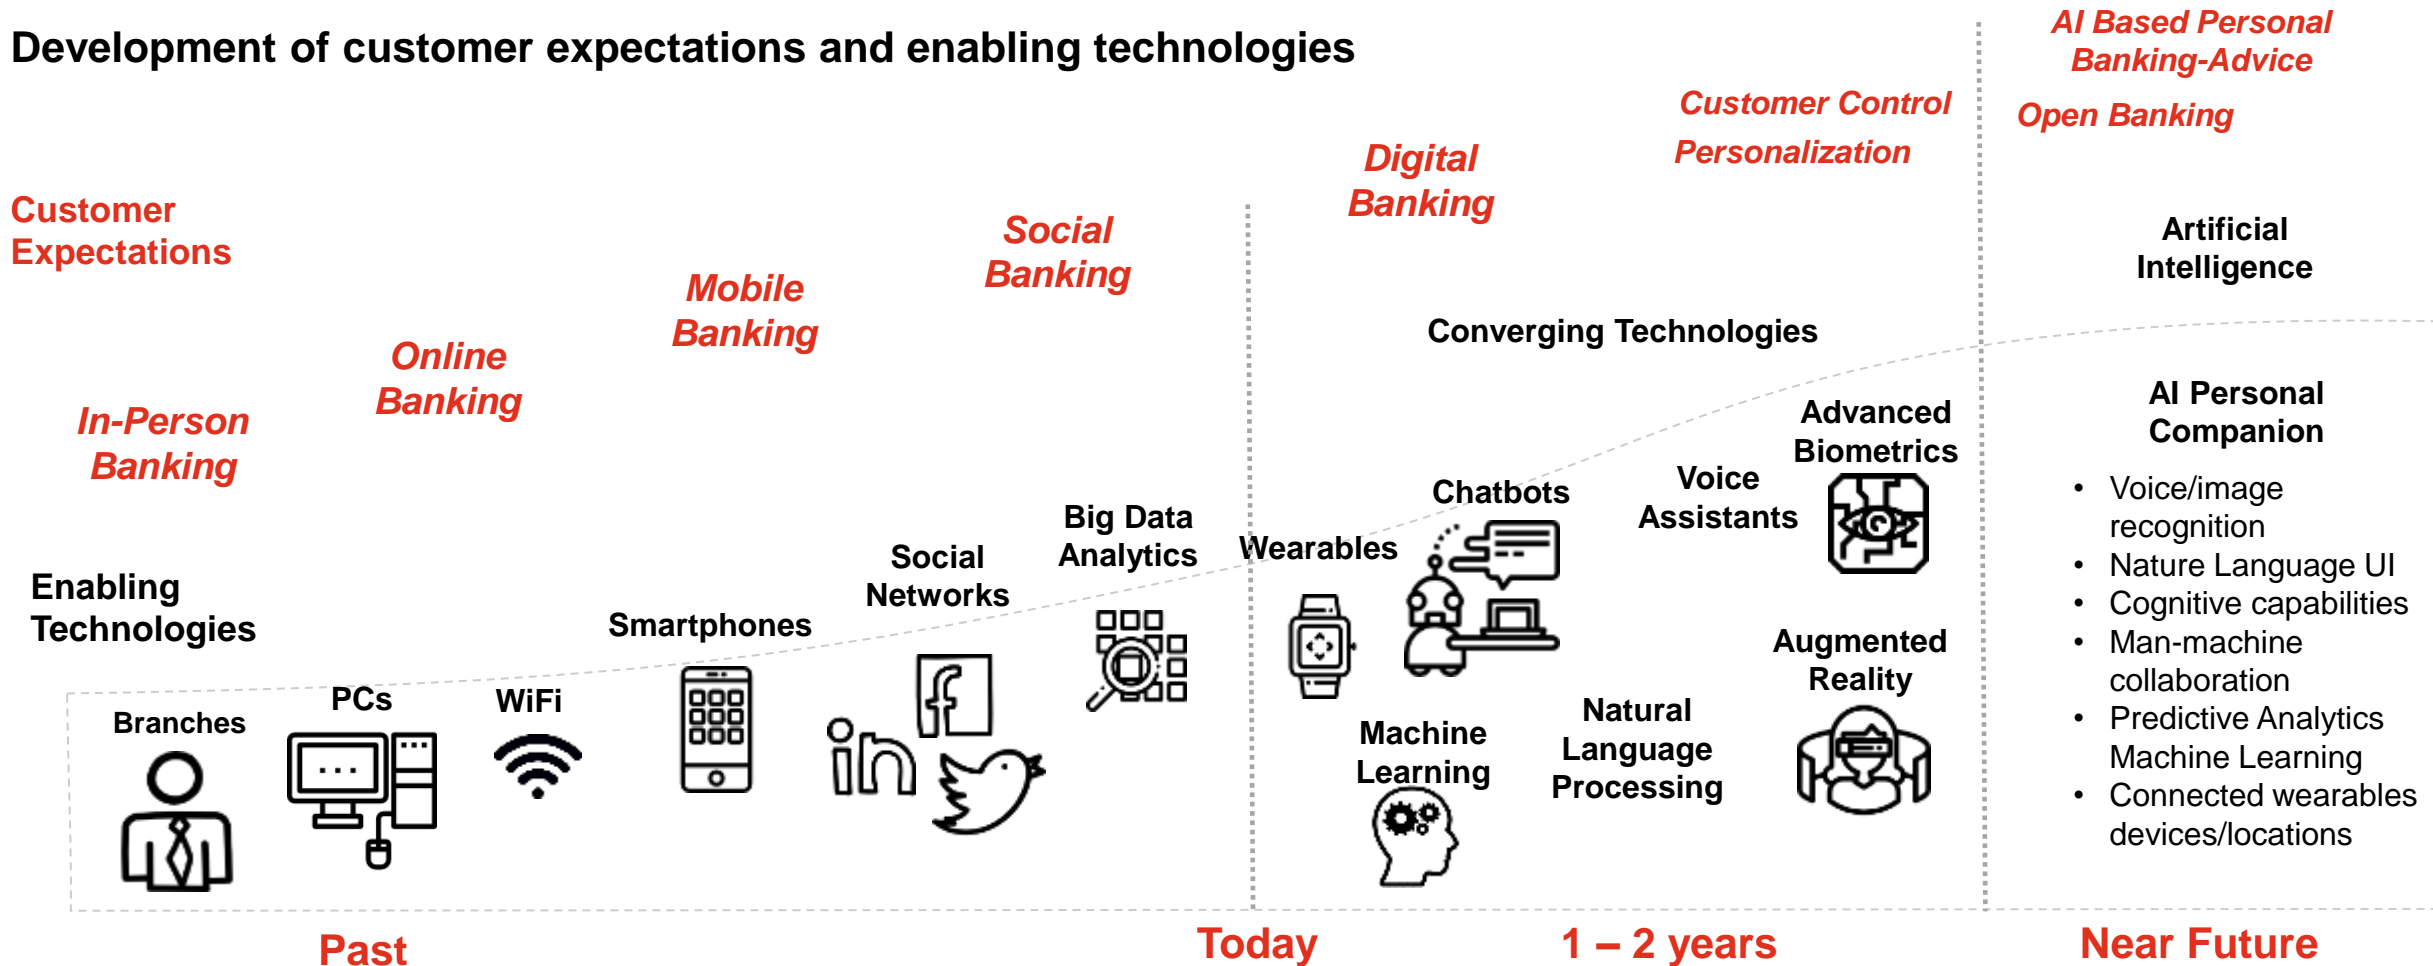 Development of customer expectations and enabling technologies
AI Based Personal
Banking-Advice
Customer Control
Open Banking
Personalization
Digital
Banking
Customer
Expectations
Social
Banking
Mobile
Banking
Online
Banking
In-Person
Banking
Artificial
Intelligence
Converging Technologies
Enabling
Technologies
Branches
PCs
WiFi
Smartphones
Social
Networks
in
f
Big Data
Analytics
Wearables
Chatbots
Machine
Learning
Voice
Assistants
Natural
Language
Processing
Advanced
Biometrics
Augmented
Reality
AI Personal
Companion
• Voice/image
recognition
• Nature Language UI
• Cognitive capabilities
• Man-machine
collaboration
• Predictive Analytics
Machine Learning
• Connected wearables
devices/locations
Past
Today
1 – 2 years
Near Future